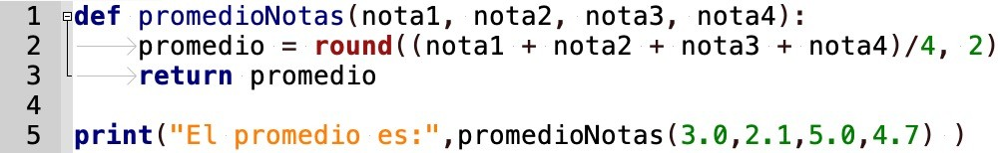 1 def promedioNotas(nota1, nota2, nota3, nota4):
2 promedio = round((nota1 + nota2 + nota3 + nota4)/4, 2)
3 return promedio
4
5 print("El promedio es:",promedioNotas(3.0,2.1,5.0,4.7) )